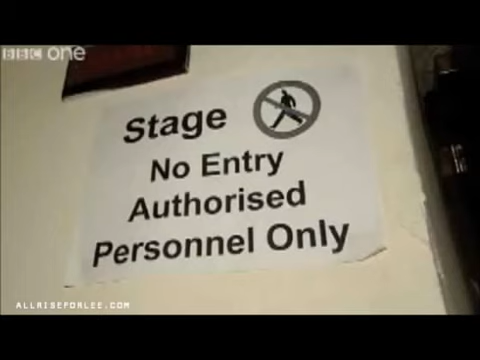 BBC one
Stage
No Entry
Authorised
Personnel Only
ALLRISEFORLEE.COM